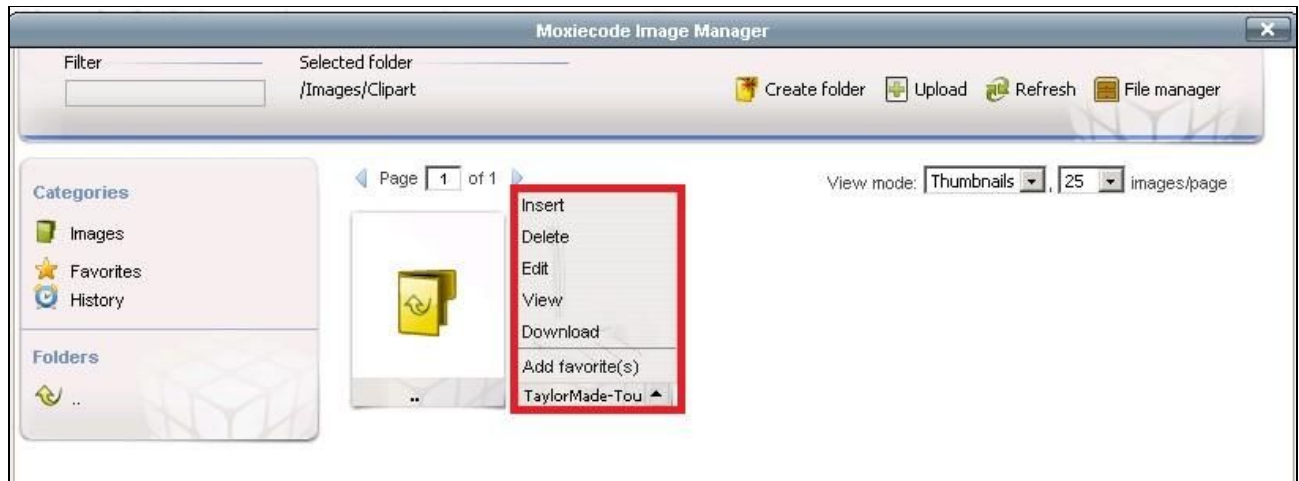 Moxiecode Image Manager
Filter
Selected folder
/Images/Clipart
Create folder Upload Refresh File manager
Categories
Images
Favorites
History
Folders
..
Page 1 of 1
View mode: Thumbnails , 25 images/page
..
Insert
Delete
Edit
View
Download
Add favorite(s)
TaylorMade-Tou